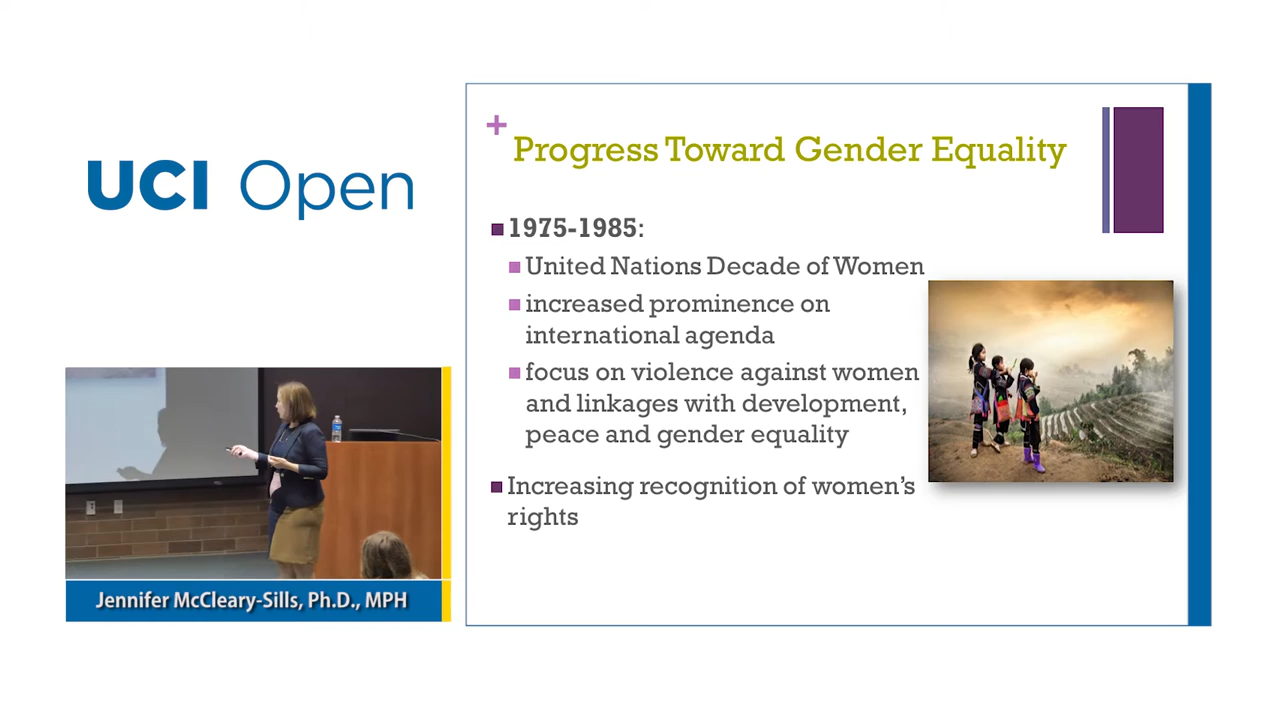 UCI Open
+
Progress Toward Gender Equality
1975-1985:
United Nations Decade of Women
increased prominence on
international agenda
focus on violence against women
and linkages with development,
peace and gender equality
Increasing recognition of women's
rights
Jennifer McCleary-Sills, Ph.D., MPH